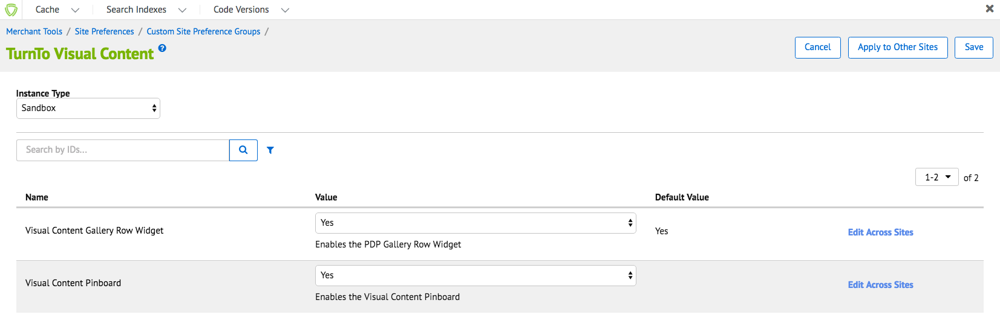 Cache Search Indexes Code Versions
Merchant Tools / Site Preferences / Custom Site Preference Groups /
TurnTo Visual Content ?
Cancel Apply to Other Sites Save
Instance Type
Sandbox
Search by IDs...
1-2 of 2
Name Value Default Value
Visual Content Gallery Row Widget Yes Yes Edit Across Sites
Enables the PDP Gallery Row Widget
Visual Content Pinboard Yes Edit Across Sites
Enables the Visual Content Pinboard